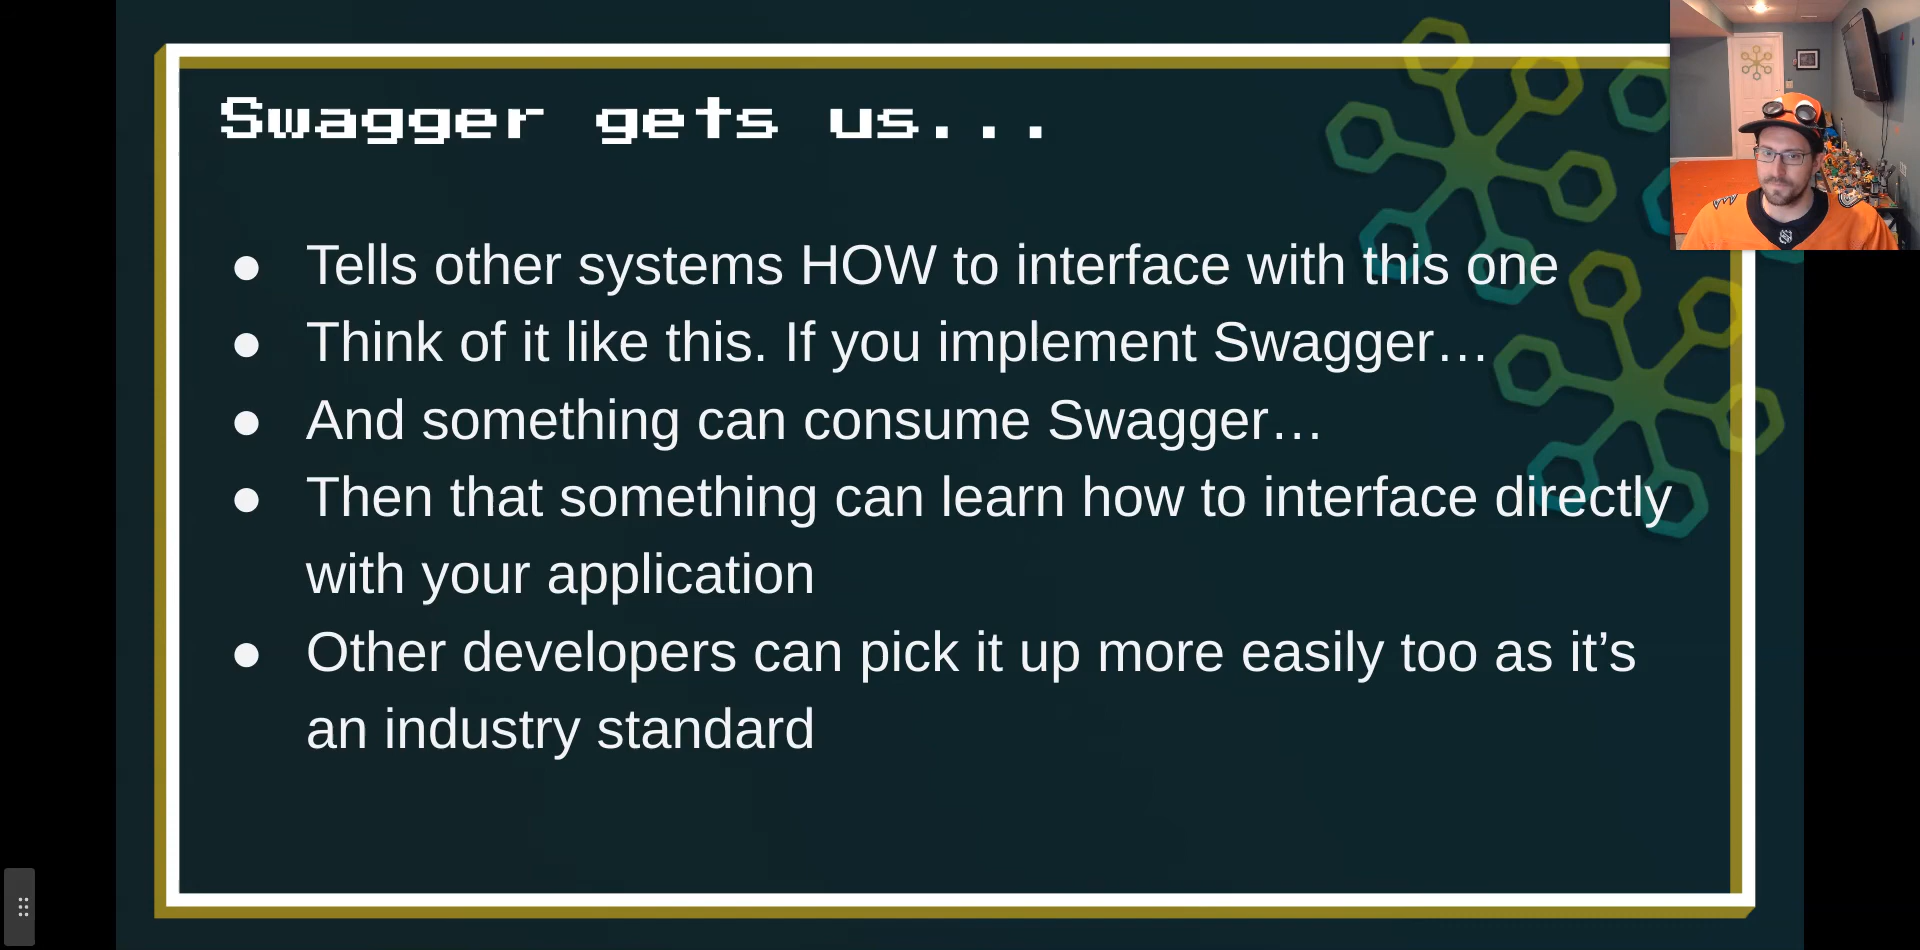 Swagger gets us...
● Tells other systems HOW to interface with this one
● Think of it like this. If you implement Swagger…
● And something can consume Swagger…
● Then that something can learn how to interface directly
with your application
● Other developers can pick it up more easily too as it’s
an industry standard